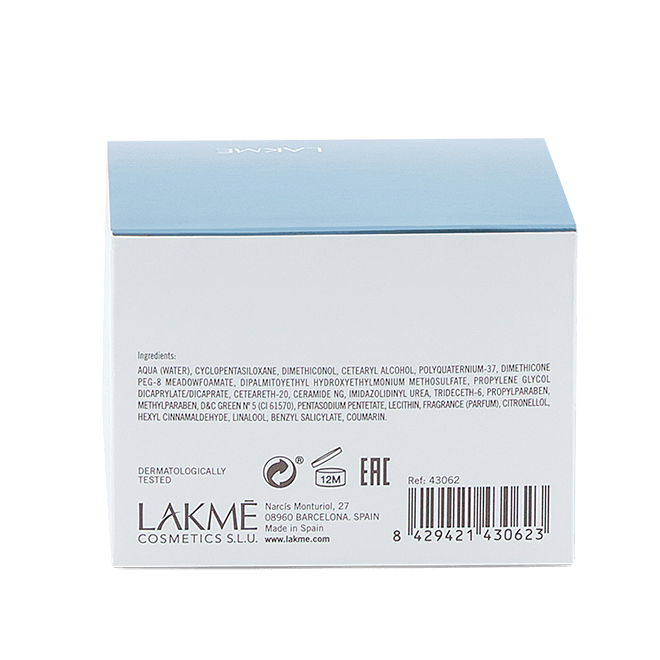 LAKMĒ
Ingredients:
AQUA (WATER), CYCLOPENTASILOXANE, DIMETHICONOL, CETEARYL ALCOHOL, POLYQUATERNIUM-37, DIMETHICONE
PEG-8 MEADOWFOAMATE, DIPALMITOYETHYL HYDROXYETHYLMONIUM METHOSULFATE, PROPYLENE GLYCOL
DICAPRYLATE/DICAPRATE, CETEARETH-20, CERAMIDE NG, IMIDAZOLIDINYL UREA, TRIDECETH-6, PROPYLPARABEN,
METHYLPARABEN, D&C GREEN Nº 5 (CI 61570), PENTASODIUM PENTETATE, LECITHIN, FRAGRANCE (PARFUM), CITRONELLOL,
HEXYL CINNAMALDEHYDE, LINALOOL, BENZYL SALICYLATE, COUMARIN.
DERMATOLOGICALLY
TESTED
®
12M
EAC
Ref: 43062
LAKMĒ
COSMETICS S.L.U.
Narcís Monturiol, 27
08960 BARCELONA, SPAIN
Made in Spain
www.lakme.com
8 429421 430623